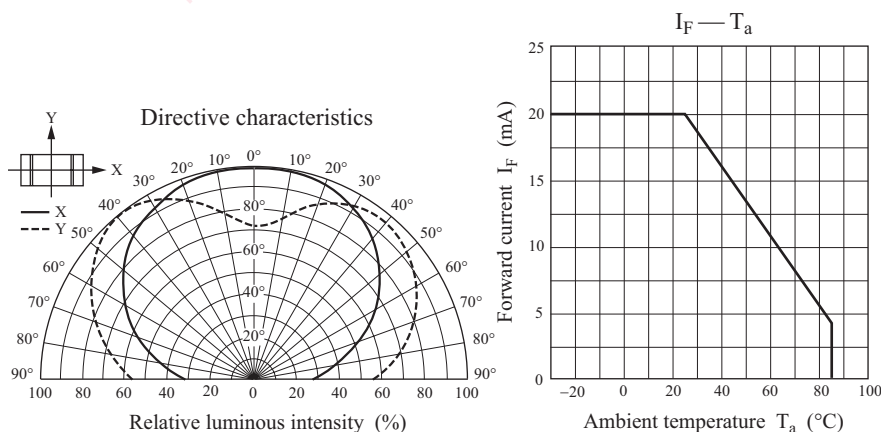 I_F — T_a
Directive characteristics
Y
X
X
Y
0°
10° 10°
20° 20°
30° 30°
40° 40°
50° 50°
60° 60°
70° 70°
80° 80°
90° 90°
80°
60°
40°
20°
100 80 60 40 20 0 20 40 60 80 100
Relative luminous intensity (%)
Forward current I_F (mA)
25
20
15
10
5
0
−20 0 20 40 60 80 100
Ambient temperature T_a (°C)